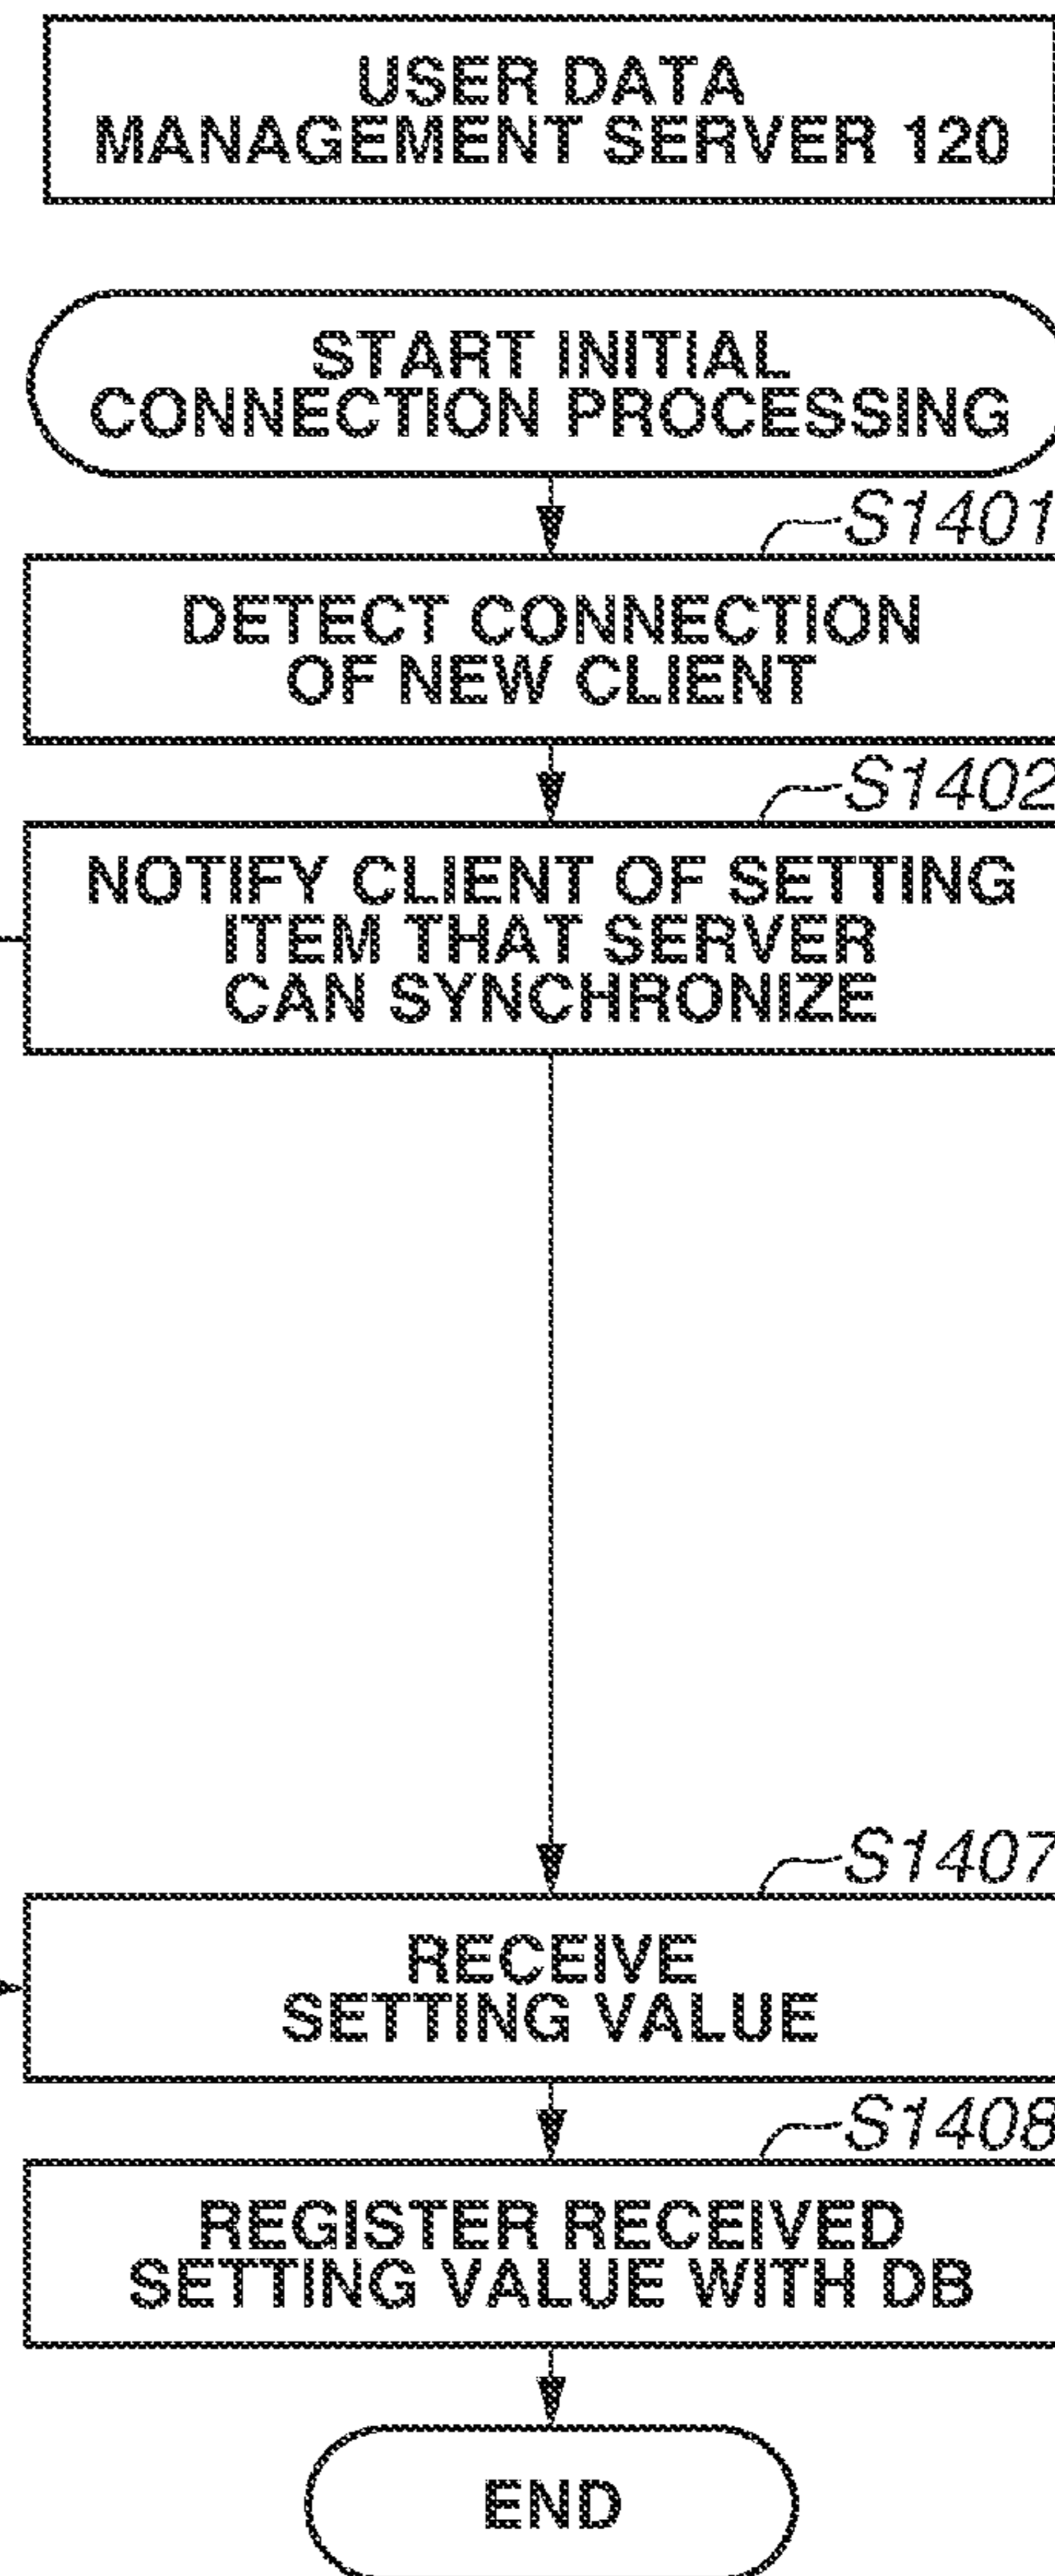 USER DATA
MANAGEMENT SERVER 120
START INITIAL
CONNECTION PROCESSING
S1401
DETECT CONNECTION
OF NEW CLIENT
S1402
NOTIFY CLIENT OF SETTING
ITEM THAT SERVER
CAN SYNCHRONIZE
S1407
RECEIVE
SETTING VALUE
S1408
REGISTER RECEIVED
SETTING VALUE WITH DB
END